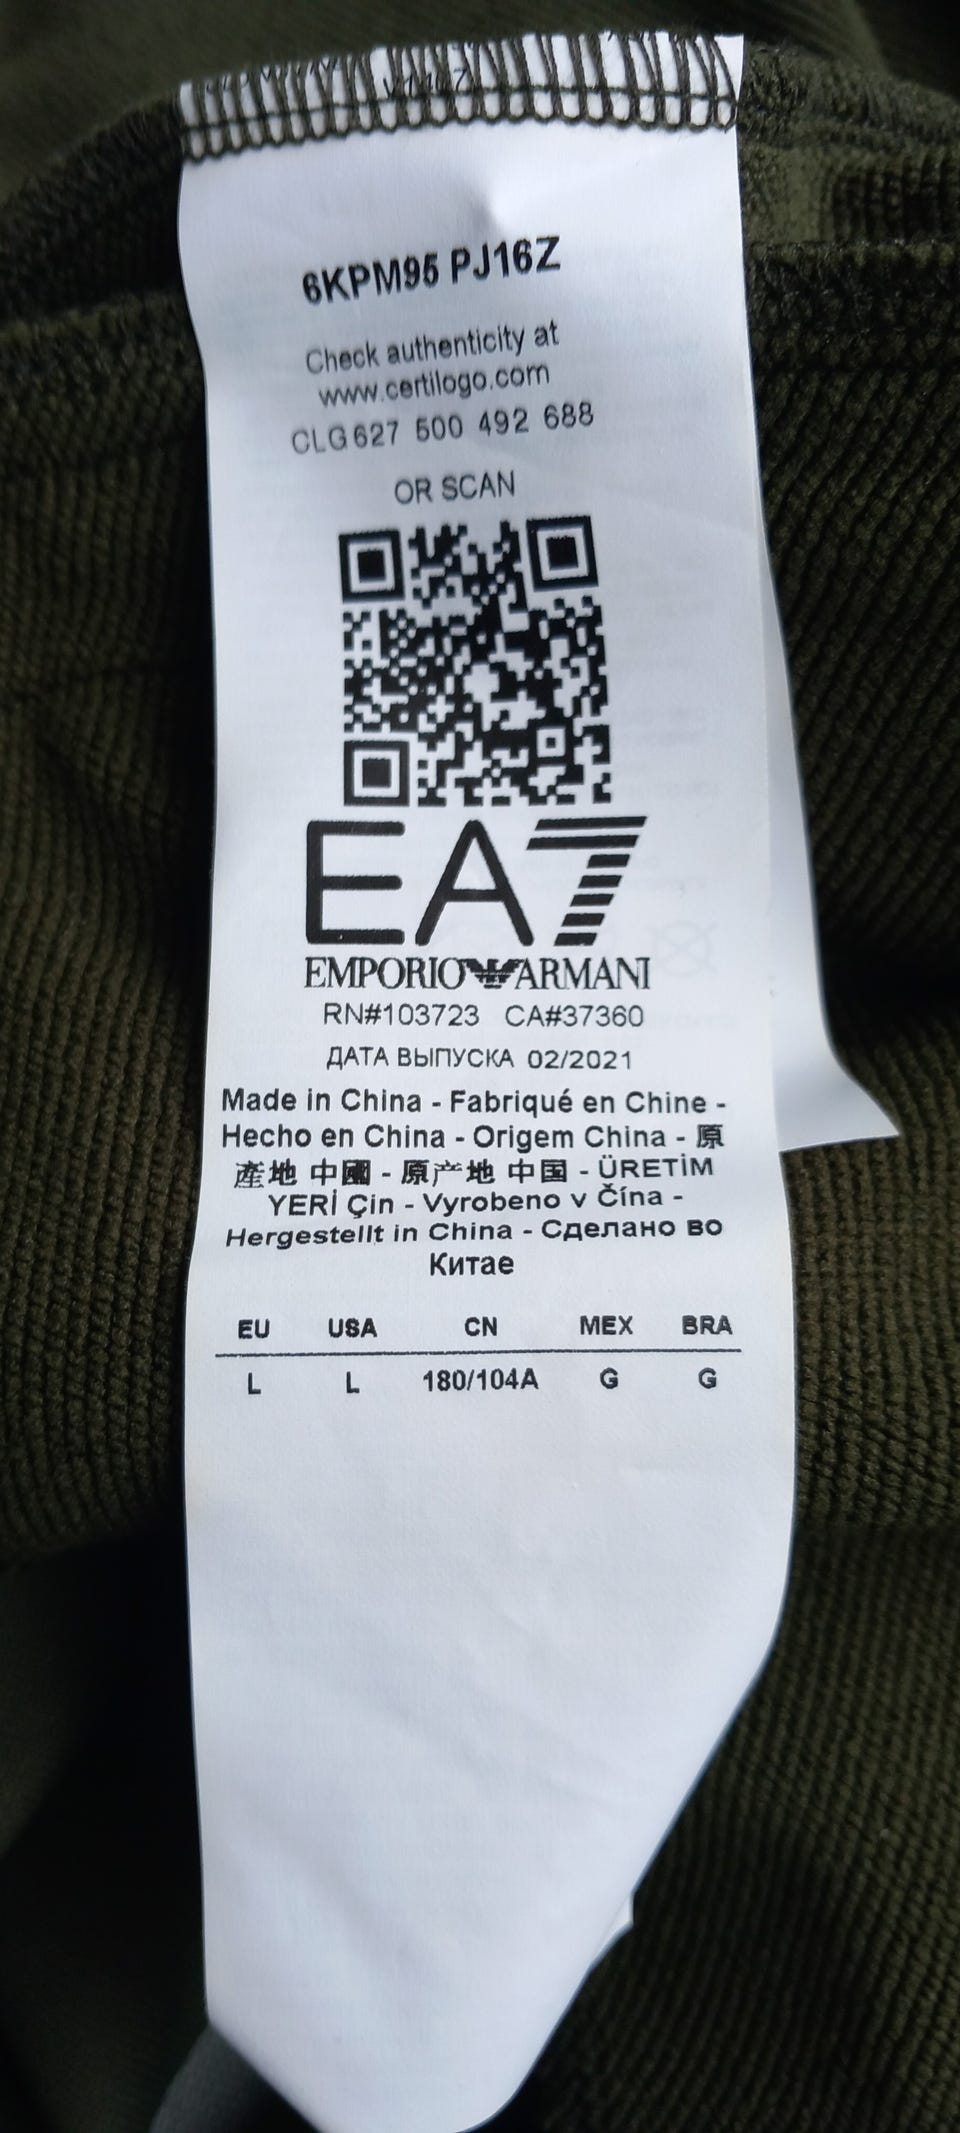 6KPM95 PJ16Z
Check authenticity at
www.certilogo.com
CLG 627 500 492 688
OR SCAN
EA7
EMPORIO ARMANI
RN#103723 CA#37360
ДАТА ВЫПУСКА 02/2021
Made in China - Fabriqué en Chine -
Hecho en China - Origem China - 原
產地 中國 - 原产地 中国 - ÜRETİM
YERİ Çin - Vyrobeno v Čína -
Hergestellt in China - Сделано во
Китае
EU USA CN MEX BRA
L L 180/104A G G